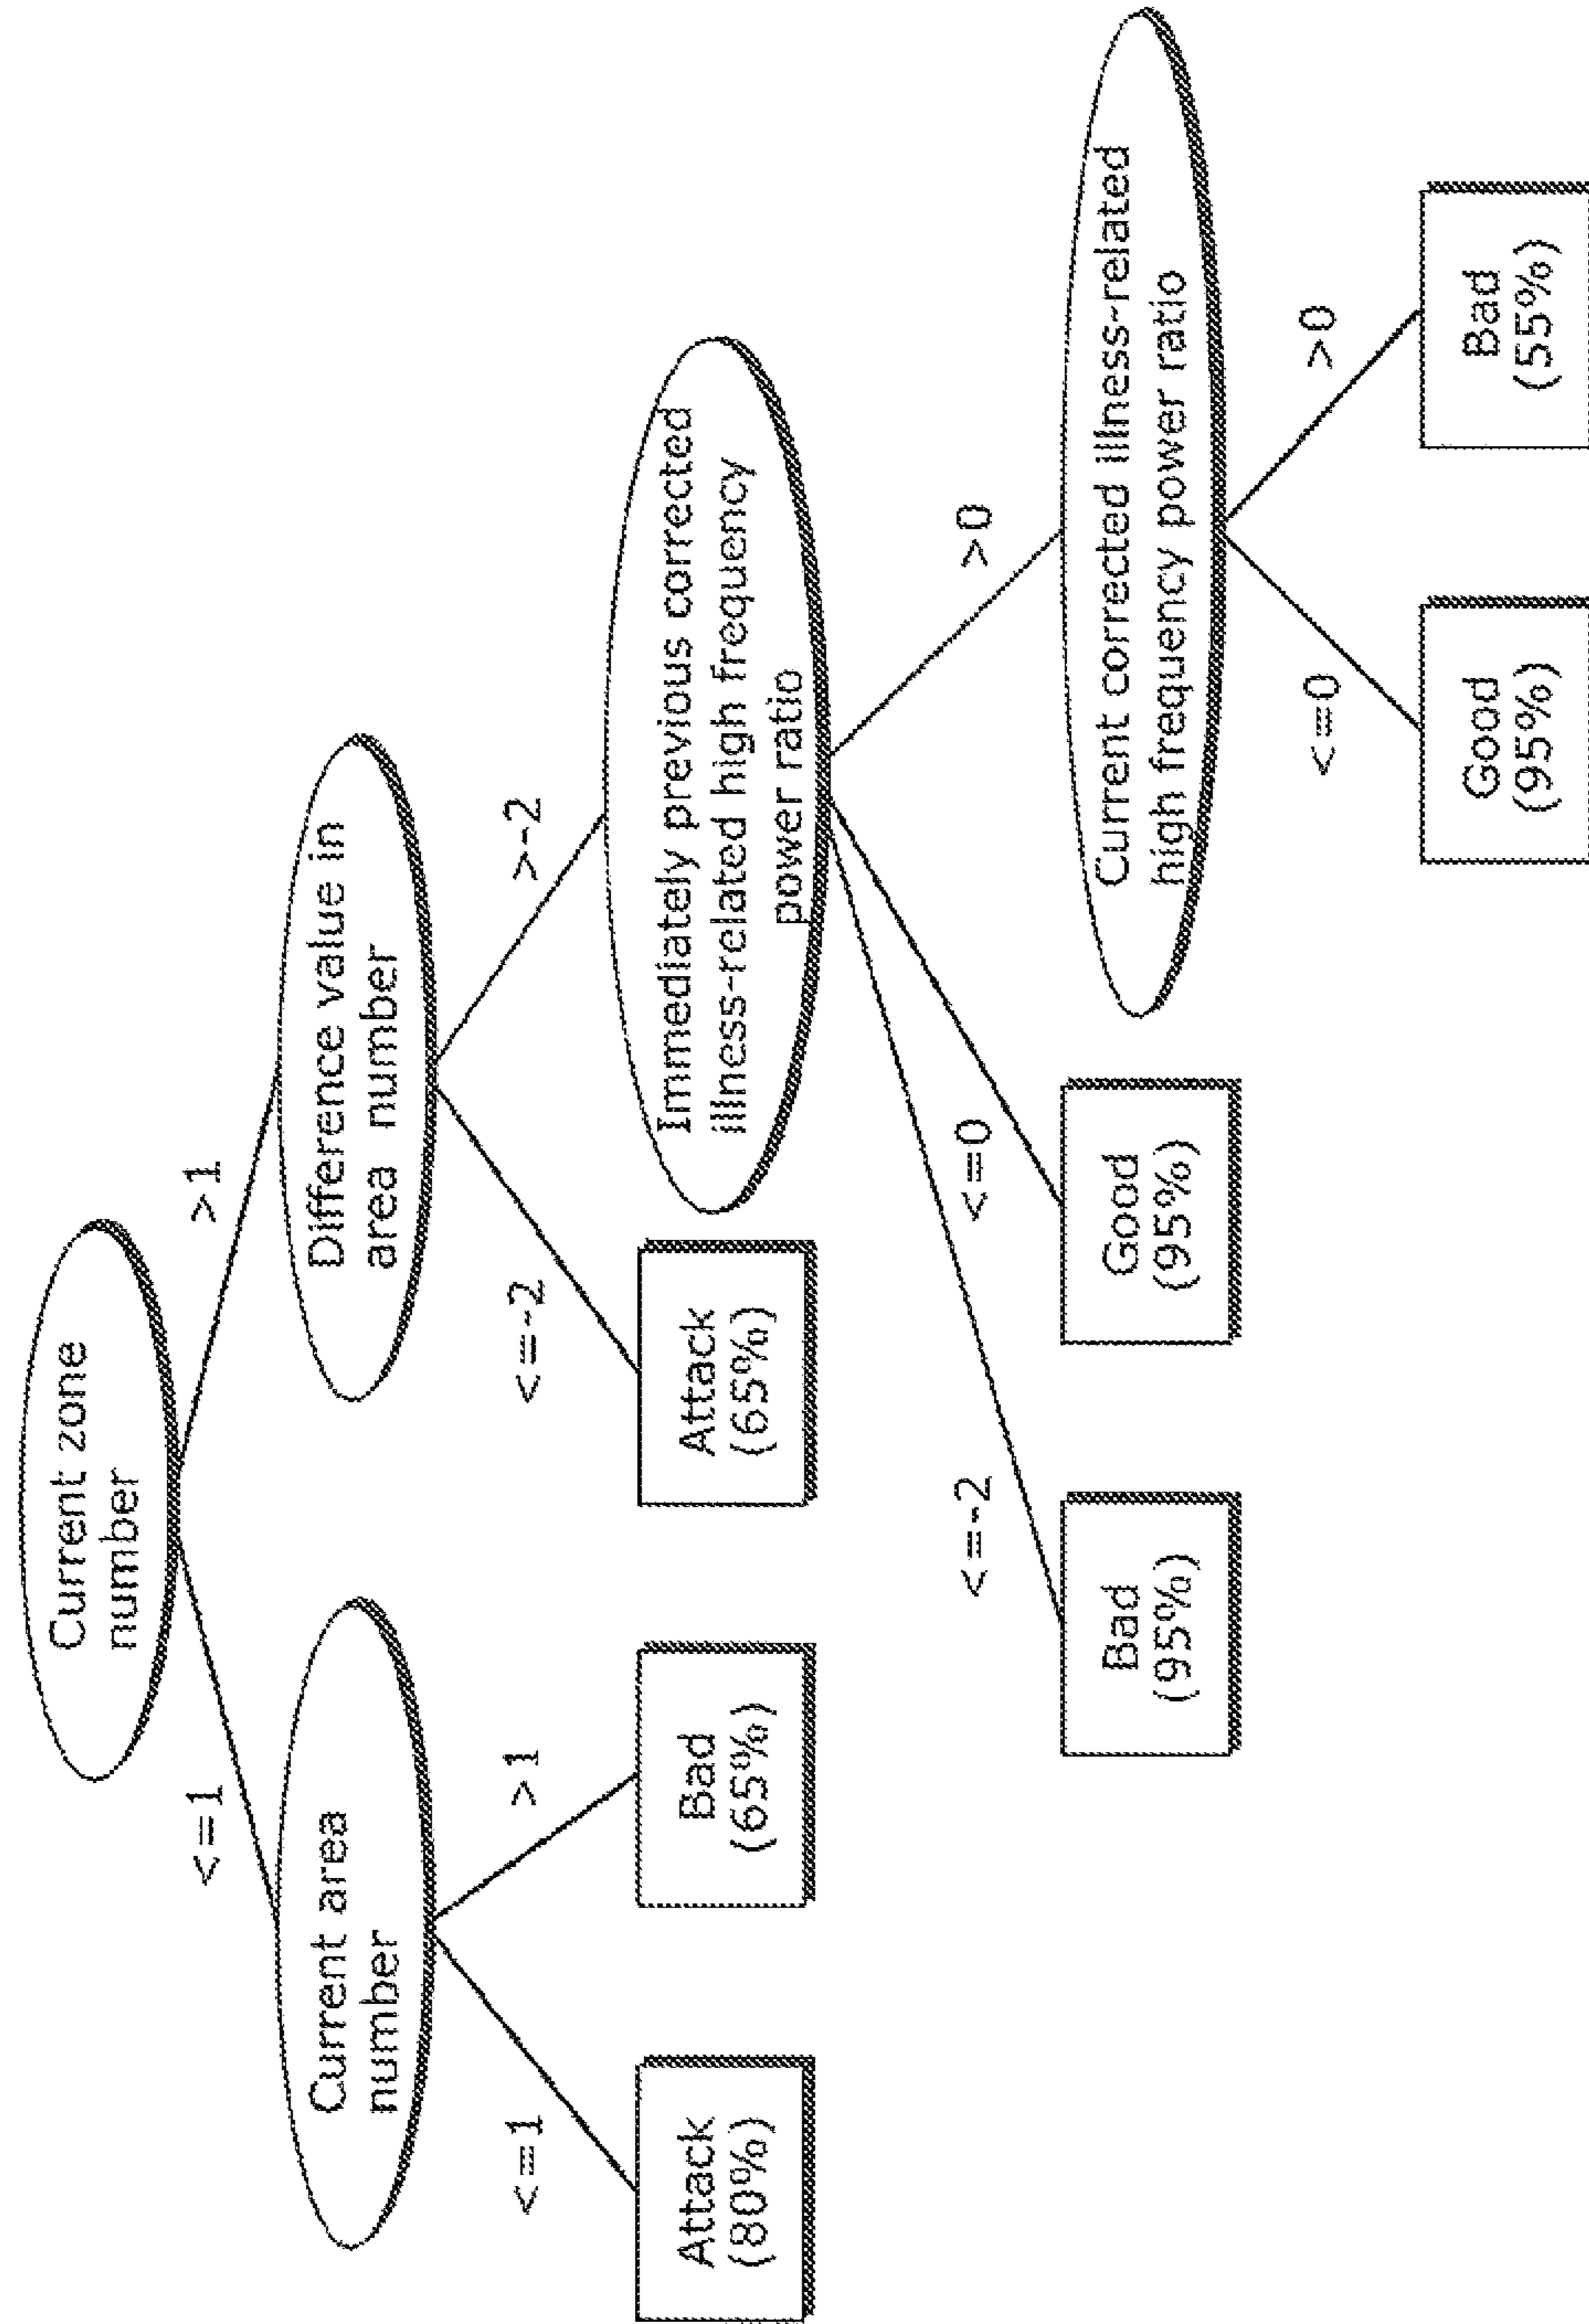 Current zone
number
<=1
>1
Current area
number
Difference value in
area number
<=1
>1
<=-2
>-2
Attack
(80%)
Bad
(65%)
Attack
(65%)
Immediately previous corrected
illness-related high frequency
power ratio
<=-2
<=0
>0
Bad
(95%)
Good
(95%)
Current corrected illness-related
high frequency power ratio
<=0
>0
Good
(95%)
Bad
(55%)